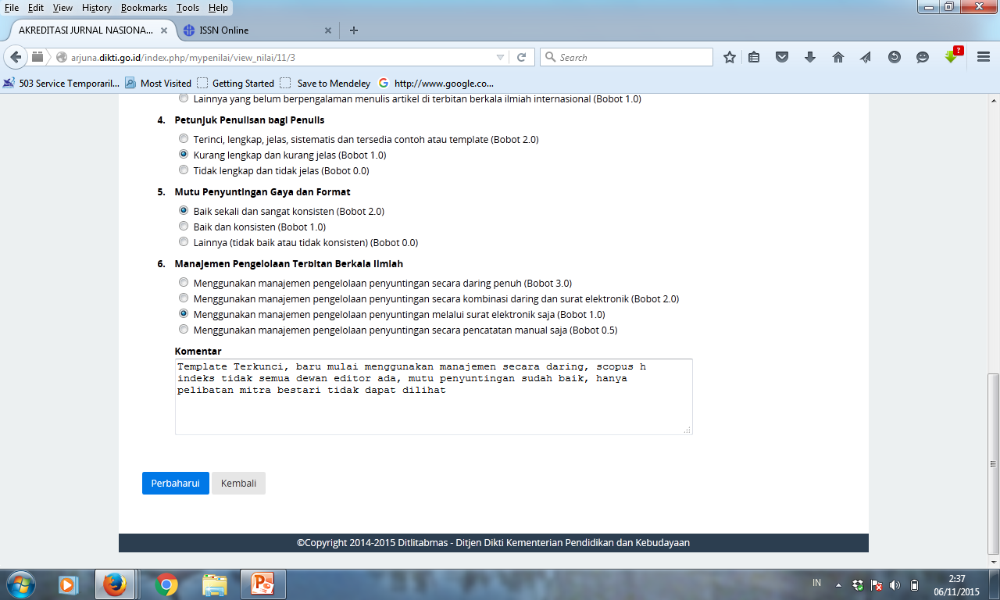 File Edit View History Bookmarks Tools Help
AKREDITASI JURNAL NASIONA... × ISSN Online × +
arjuna.dikti.go.id/index.php/mypenilai/view_nilai/11/3 Search ?
503 Service Temporaril... Most Visited Getting Started Save to Mendeley http://www.google.co...
Lainnya yang belum berpengalaman menulis artikel di terbitan berkala ilmiah internasional (Bobot 1.0)
4. Petunjuk Penulisan bagi Penulis
Terinci, lengkap, jelas, sistematis dan tersedia contoh atau template (Bobot 2.0)
Kurang lengkap dan kurang jelas (Bobot 1.0)
Tidak lengkap dan tidak jelas (Bobot 0.0)
5. Mutu Penyuntingan Gaya dan Format
Baik sekali dan sangat konsisten (Bobot 2.0)
Baik dan konsisten (Bobot 1.0)
Lainnya (tidak baik atau tidak konsisten) (Bobot 0.0)
6. Manajemen Pengelolaan Terbitan Berkala Ilmiah
Menggunakan manajemen pengelolaan penyuntingan secara daring penuh (Bobot 3.0)
Menggunakan manajemen pengelolaan penyuntingan secara kombinasi daring dan surat elektronik (Bobot 2.0)
Menggunakan manajemen pengelolaan penyuntingan melalui surat elektronik saja (Bobot 1.0)
Menggunakan manajemen pengelolaan penyuntingan secara pencatatan manual saja (Bobot 0.5)
Komentar
Template Terkunci, baru mulai menggunakan manajemen secara daring, scopus h
indeks tidak semua dewan editor ada, mutu penyuntingan sudah baik, hanya
pelibatan mitra bestari tidak dapat dilihat
Perbaharui Kembali
©Copyright 2014-2015 Ditlitabmas - Ditjen Dikti Kementerian Pendidikan dan Kebudayaan
IN 2:37
06/11/2015